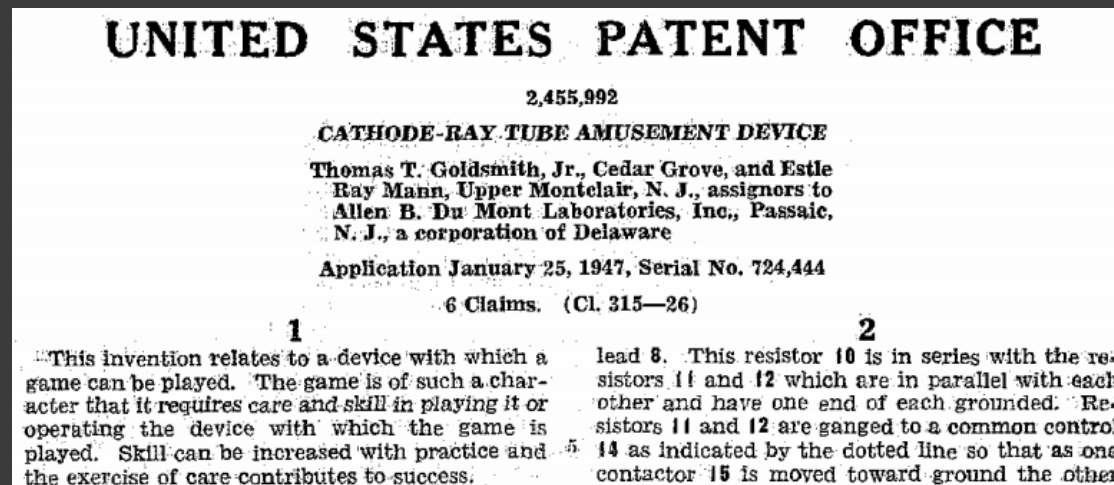 UNITED STATES PATENT OFFICE
2,455,992
CATHODE-RAY TUBE AMUSEMENT DEVICE
Thomas T. Goldsmith, Jr., Cedar Grove, and Estle
Ray Mann, Upper Montclair, N. J., assignors to
Allen B. Du Mont Laboratories, Inc., Passaic,
N. J., a corporation of Delaware
Application January 25, 1947, Serial No. 724,444
6 Claims. (Cl. 315—26)
1
This invention relates to a device with which a
game can be played. The game is of such a char-
acter that it requires care and skill in playing it or
operating the device with which the game is
played. Skill can be increased with practice and
the exercise of care contributes to success.
5
2
lead 8. This resistor 10 is in series with the re-
sistors 11 and 12 which are in parallel with each
other and have one end of each grounded. Re-
sistors 11 and 12 are ganged to a common control
14 as indicated by the dotted line so that as one
contactor 15 is moved toward ground the other